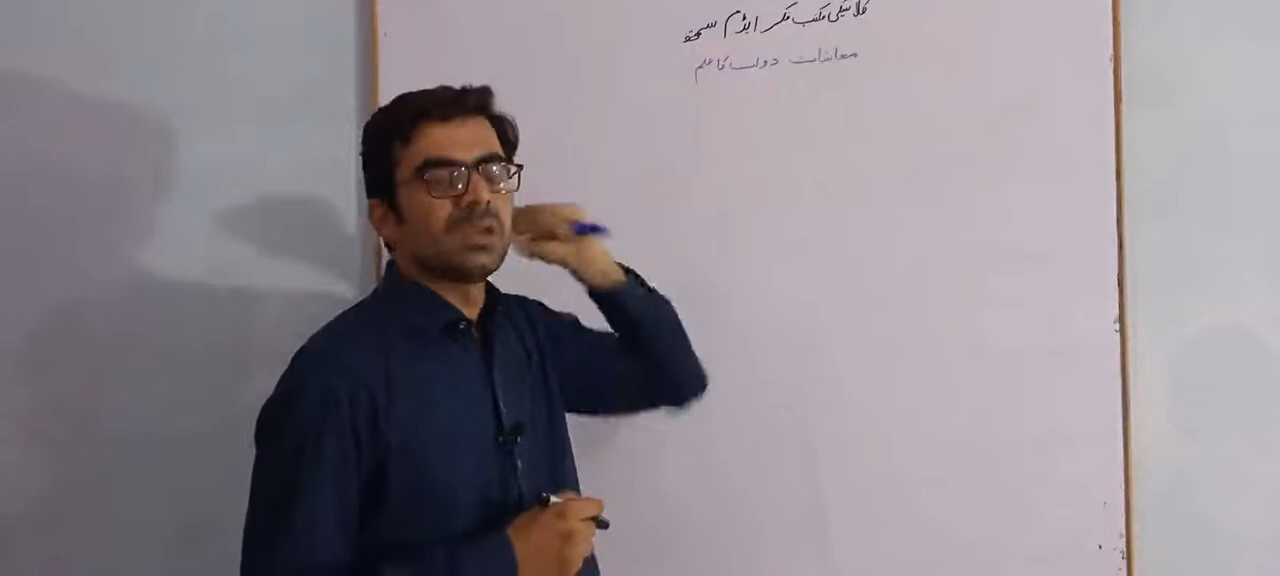 کلاسیکی مکتب فکر ایڈم سمتھ
معاشیات دولت کا علم